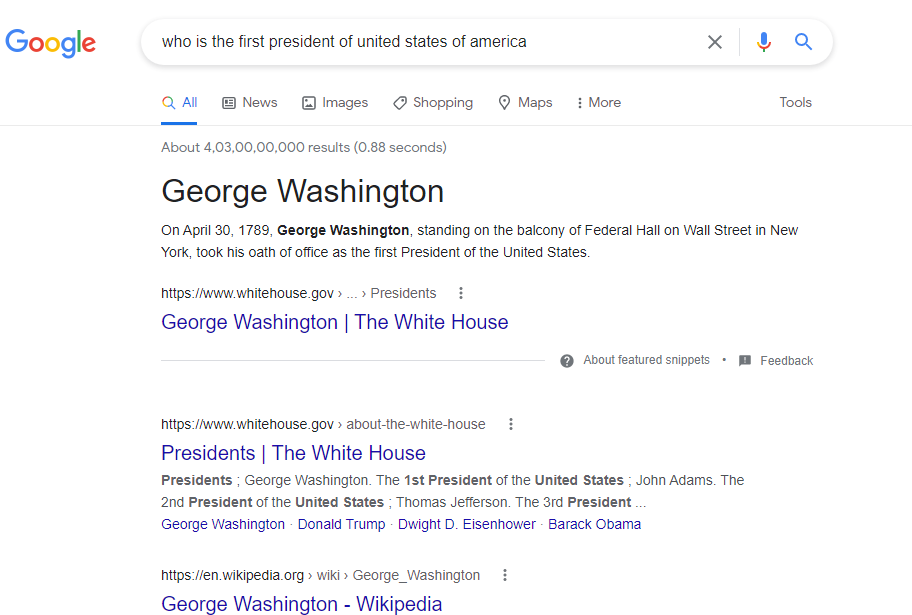 Google
who is the first president of united states of america
All News Images Shopping Maps More Tools
About 4,03,00,00,000 results (0.88 seconds)
George Washington
On April 30, 1789, George Washington, standing on the balcony of Federal Hall on Wall Street in New
York, took his oath of office as the first President of the United States.
https://www.whitehouse.gov › ... › Presidents
George Washington | The White House
About featured snippets • Feedback
https://www.whitehouse.gov › about-the-white-house
Presidents | The White House
Presidents ; George Washington. The 1st President of the United States ; John Adams. The
2nd President of the United States ; Thomas Jefferson. The 3rd President ...
George Washington · Donald Trump · Dwight D. Eisenhower · Barack Obama
https://en.wikipedia.org › wiki › George_Washington
George Washington - Wikipedia